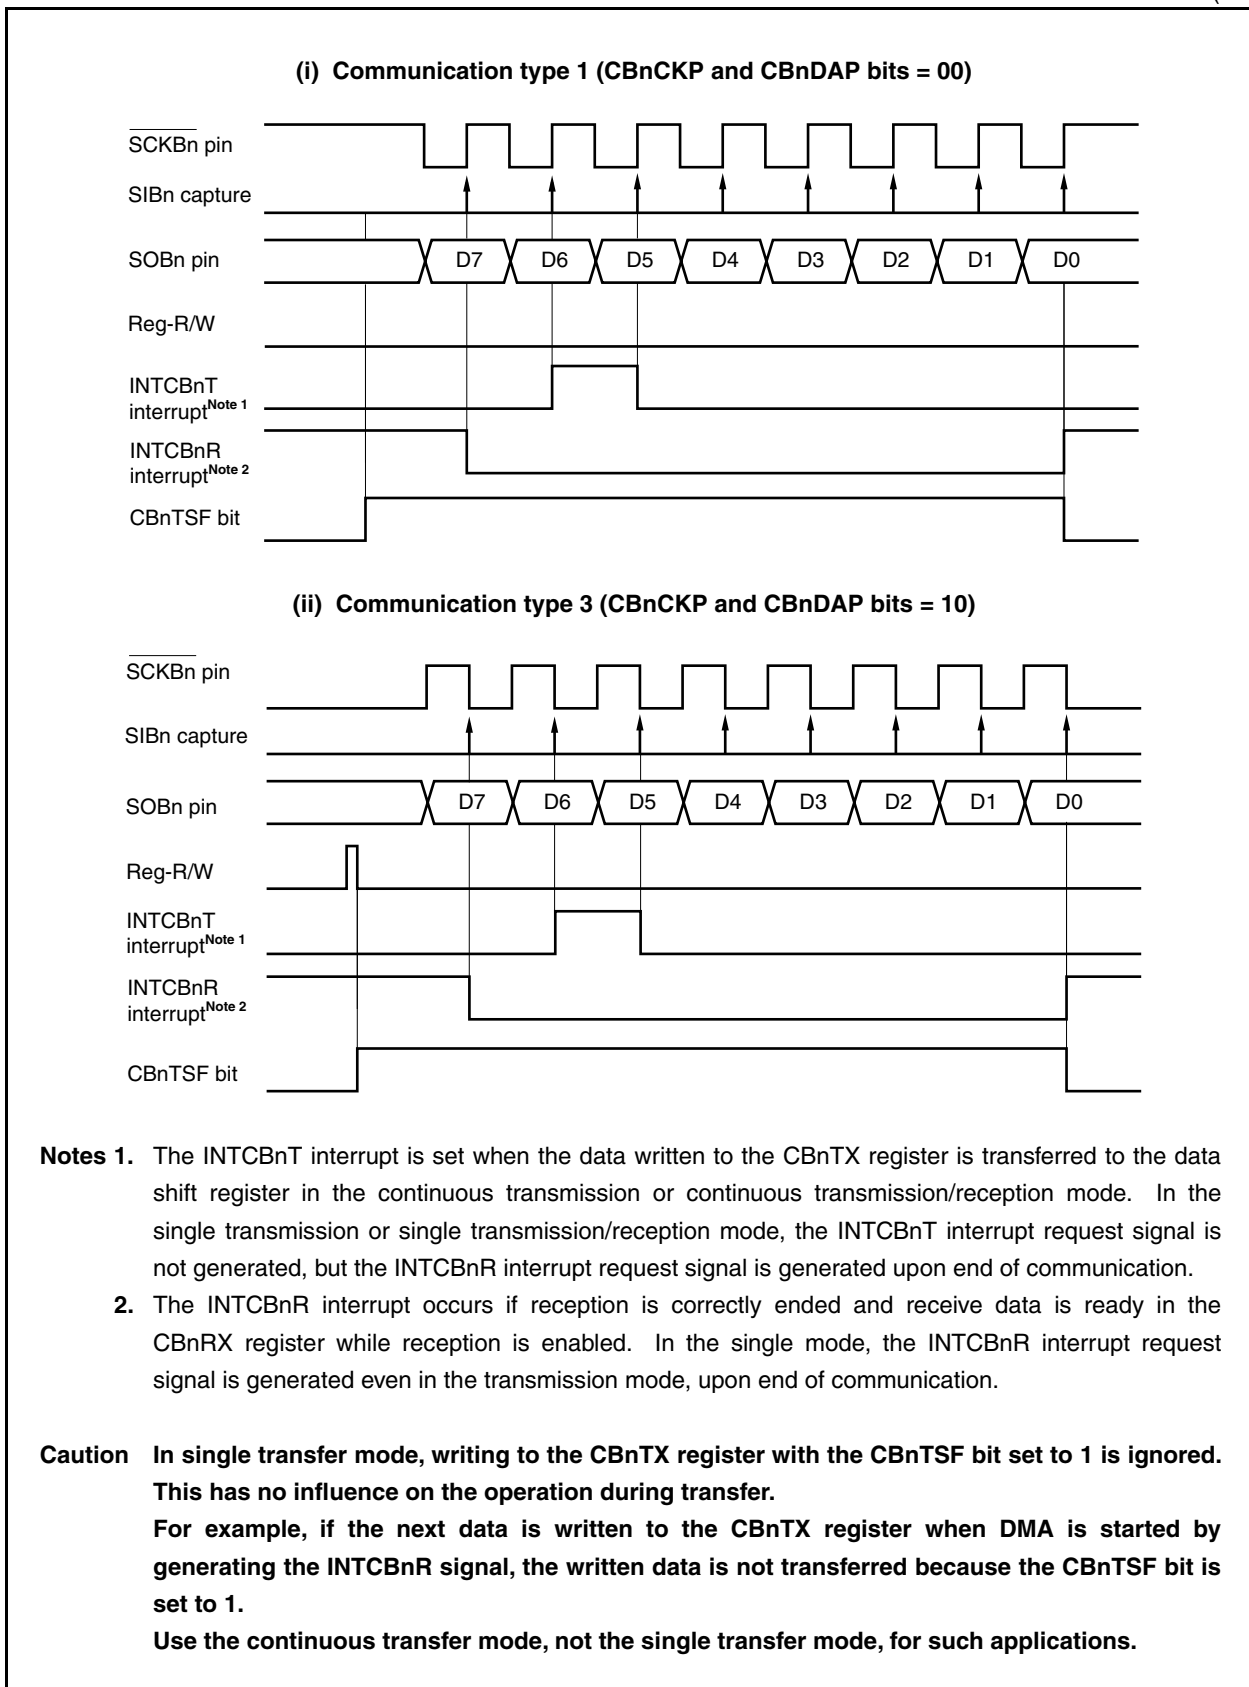 (i) Communication type 1 (CBnCKP and CBnDAP bits = 00)
SCKBn pin
SIBn capture
SOBn pin D7 D6 D5 D4 D3 D2 D1 D0
Reg-R/W
INTCBnT
interrupt Note 1
INTCBnR
interrupt Note 2
CBnTSF bit
(ii) Communication type 3 (CBnCKP and CBnDAP bits = 10)
SCKBn pin
SIBn capture
SOBn pin D7 D6 D5 D4 D3 D2 D1 D0
Reg-R/W
INTCBnT
interrupt Note 1
INTCBnR
interrupt Note 2
CBnTSF bit
Notes 1. The INTCBnT interrupt is set when the data written to the CBnTX register is transferred to the data
shift register in the continuous transmission or continuous transmission/reception mode. In the
single transmission or single transmission/reception mode, the INTCBnT interrupt request signal is
not generated, but the INTCBnR interrupt request signal is generated upon end of communication.
2. The INTCBnR interrupt occurs if reception is correctly ended and receive data is ready in the
CBnRX register while reception is enabled. In the single mode, the INTCBnR interrupt request
signal is generated even in the transmission mode, upon end of communication.
Caution In single transfer mode, writing to the CBnTX register with the CBnTSF bit set to 1 is ignored.
This has no influence on the operation during transfer.
For example, if the next data is written to the CBnTX register when DMA is started by
generating the INTCBnR signal, the written data is not transferred because the CBnTSF bit is
set to 1.
Use the continuous transfer mode, not the single transfer mode, for such applications.